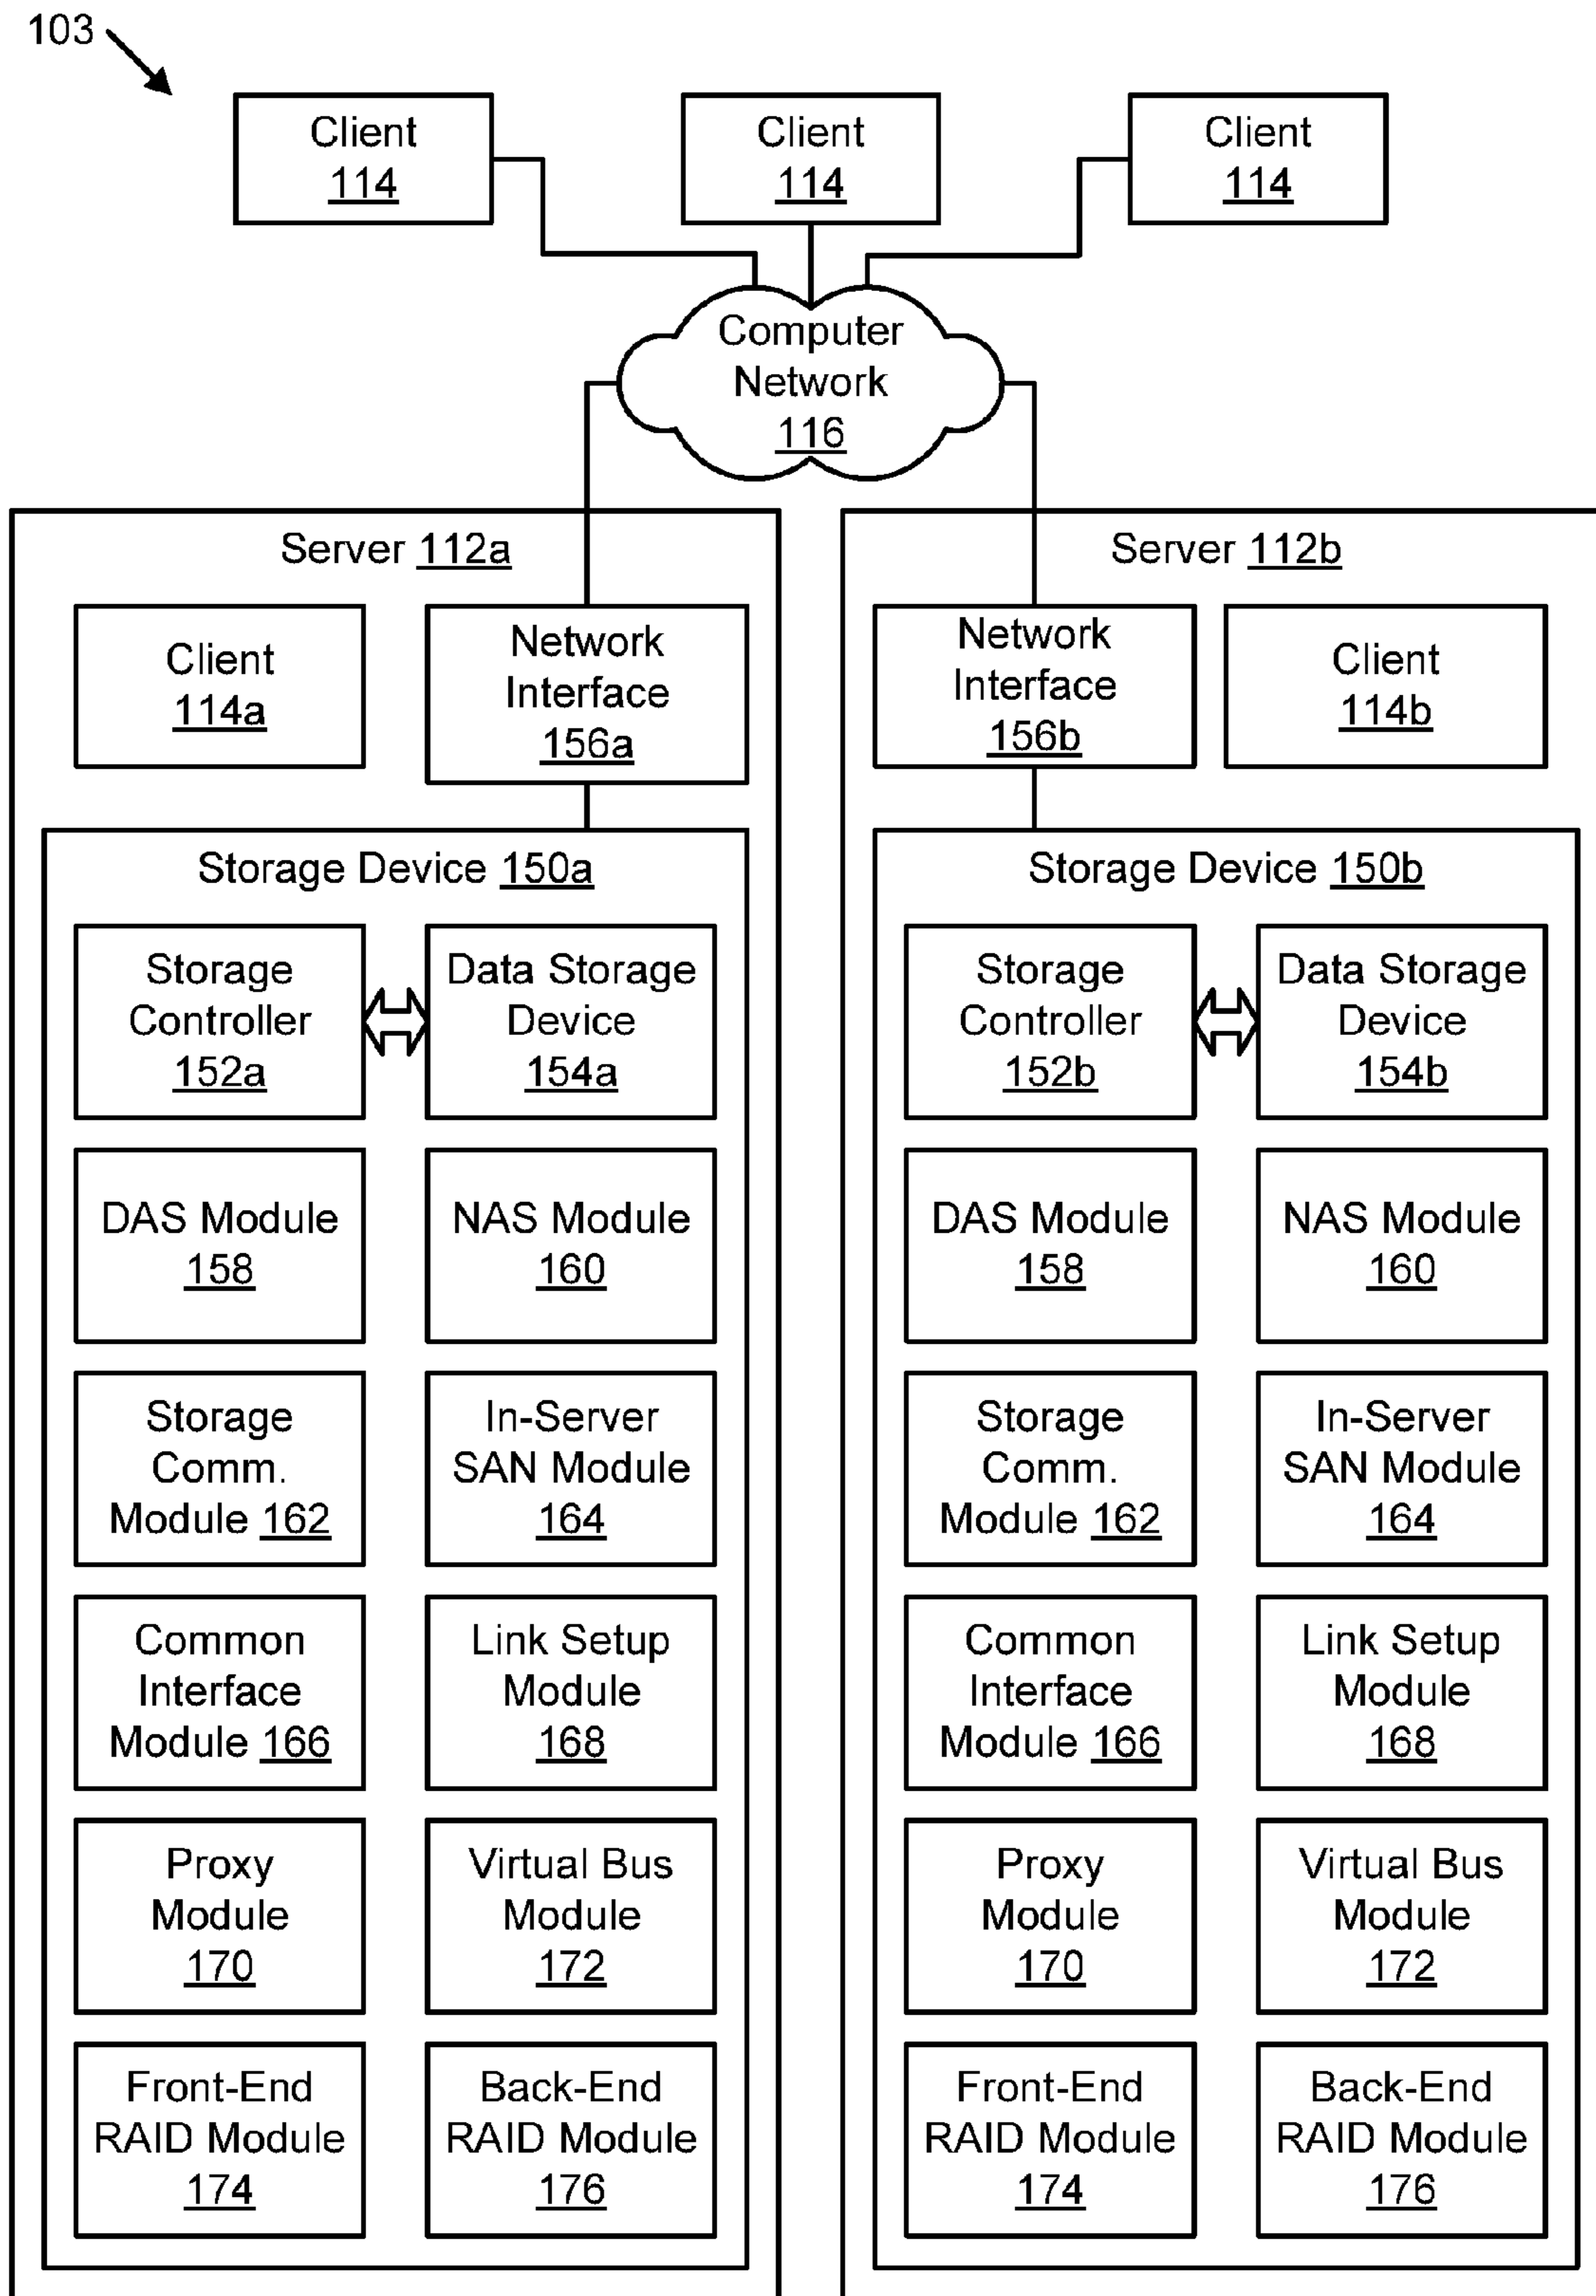 103
Client
114
Client
114
Client
114
Computer
Network
116
Server 112a
Client
114a
Network
Interface
156a
Storage Device 150a
Storage
Controller
152a
Data Storage
Device
154a
DAS Module
158
NAS Module
160
Storage
Comm.
Module 162
In-Server
SAN Module
164
Common
Interface
Module 166
Link Setup
Module
168
Proxy
Module
170
Virtual Bus
Module
172
Front-End
RAID Module
174
Back-End
RAID Module
176
Server 112b
Network
Interface
156b
Client
114b
Storage Device 150b
Storage
Controller
152b
Data Storage
Device
154b
DAS Module
158
NAS Module
160
Storage
Comm.
Module 162
In-Server
SAN Module
164
Common
Interface
Module 166
Link Setup
Module
168
Proxy
Module
170
Virtual Bus
Module
172
Front-End
RAID Module
174
Back-End
RAID Module
176